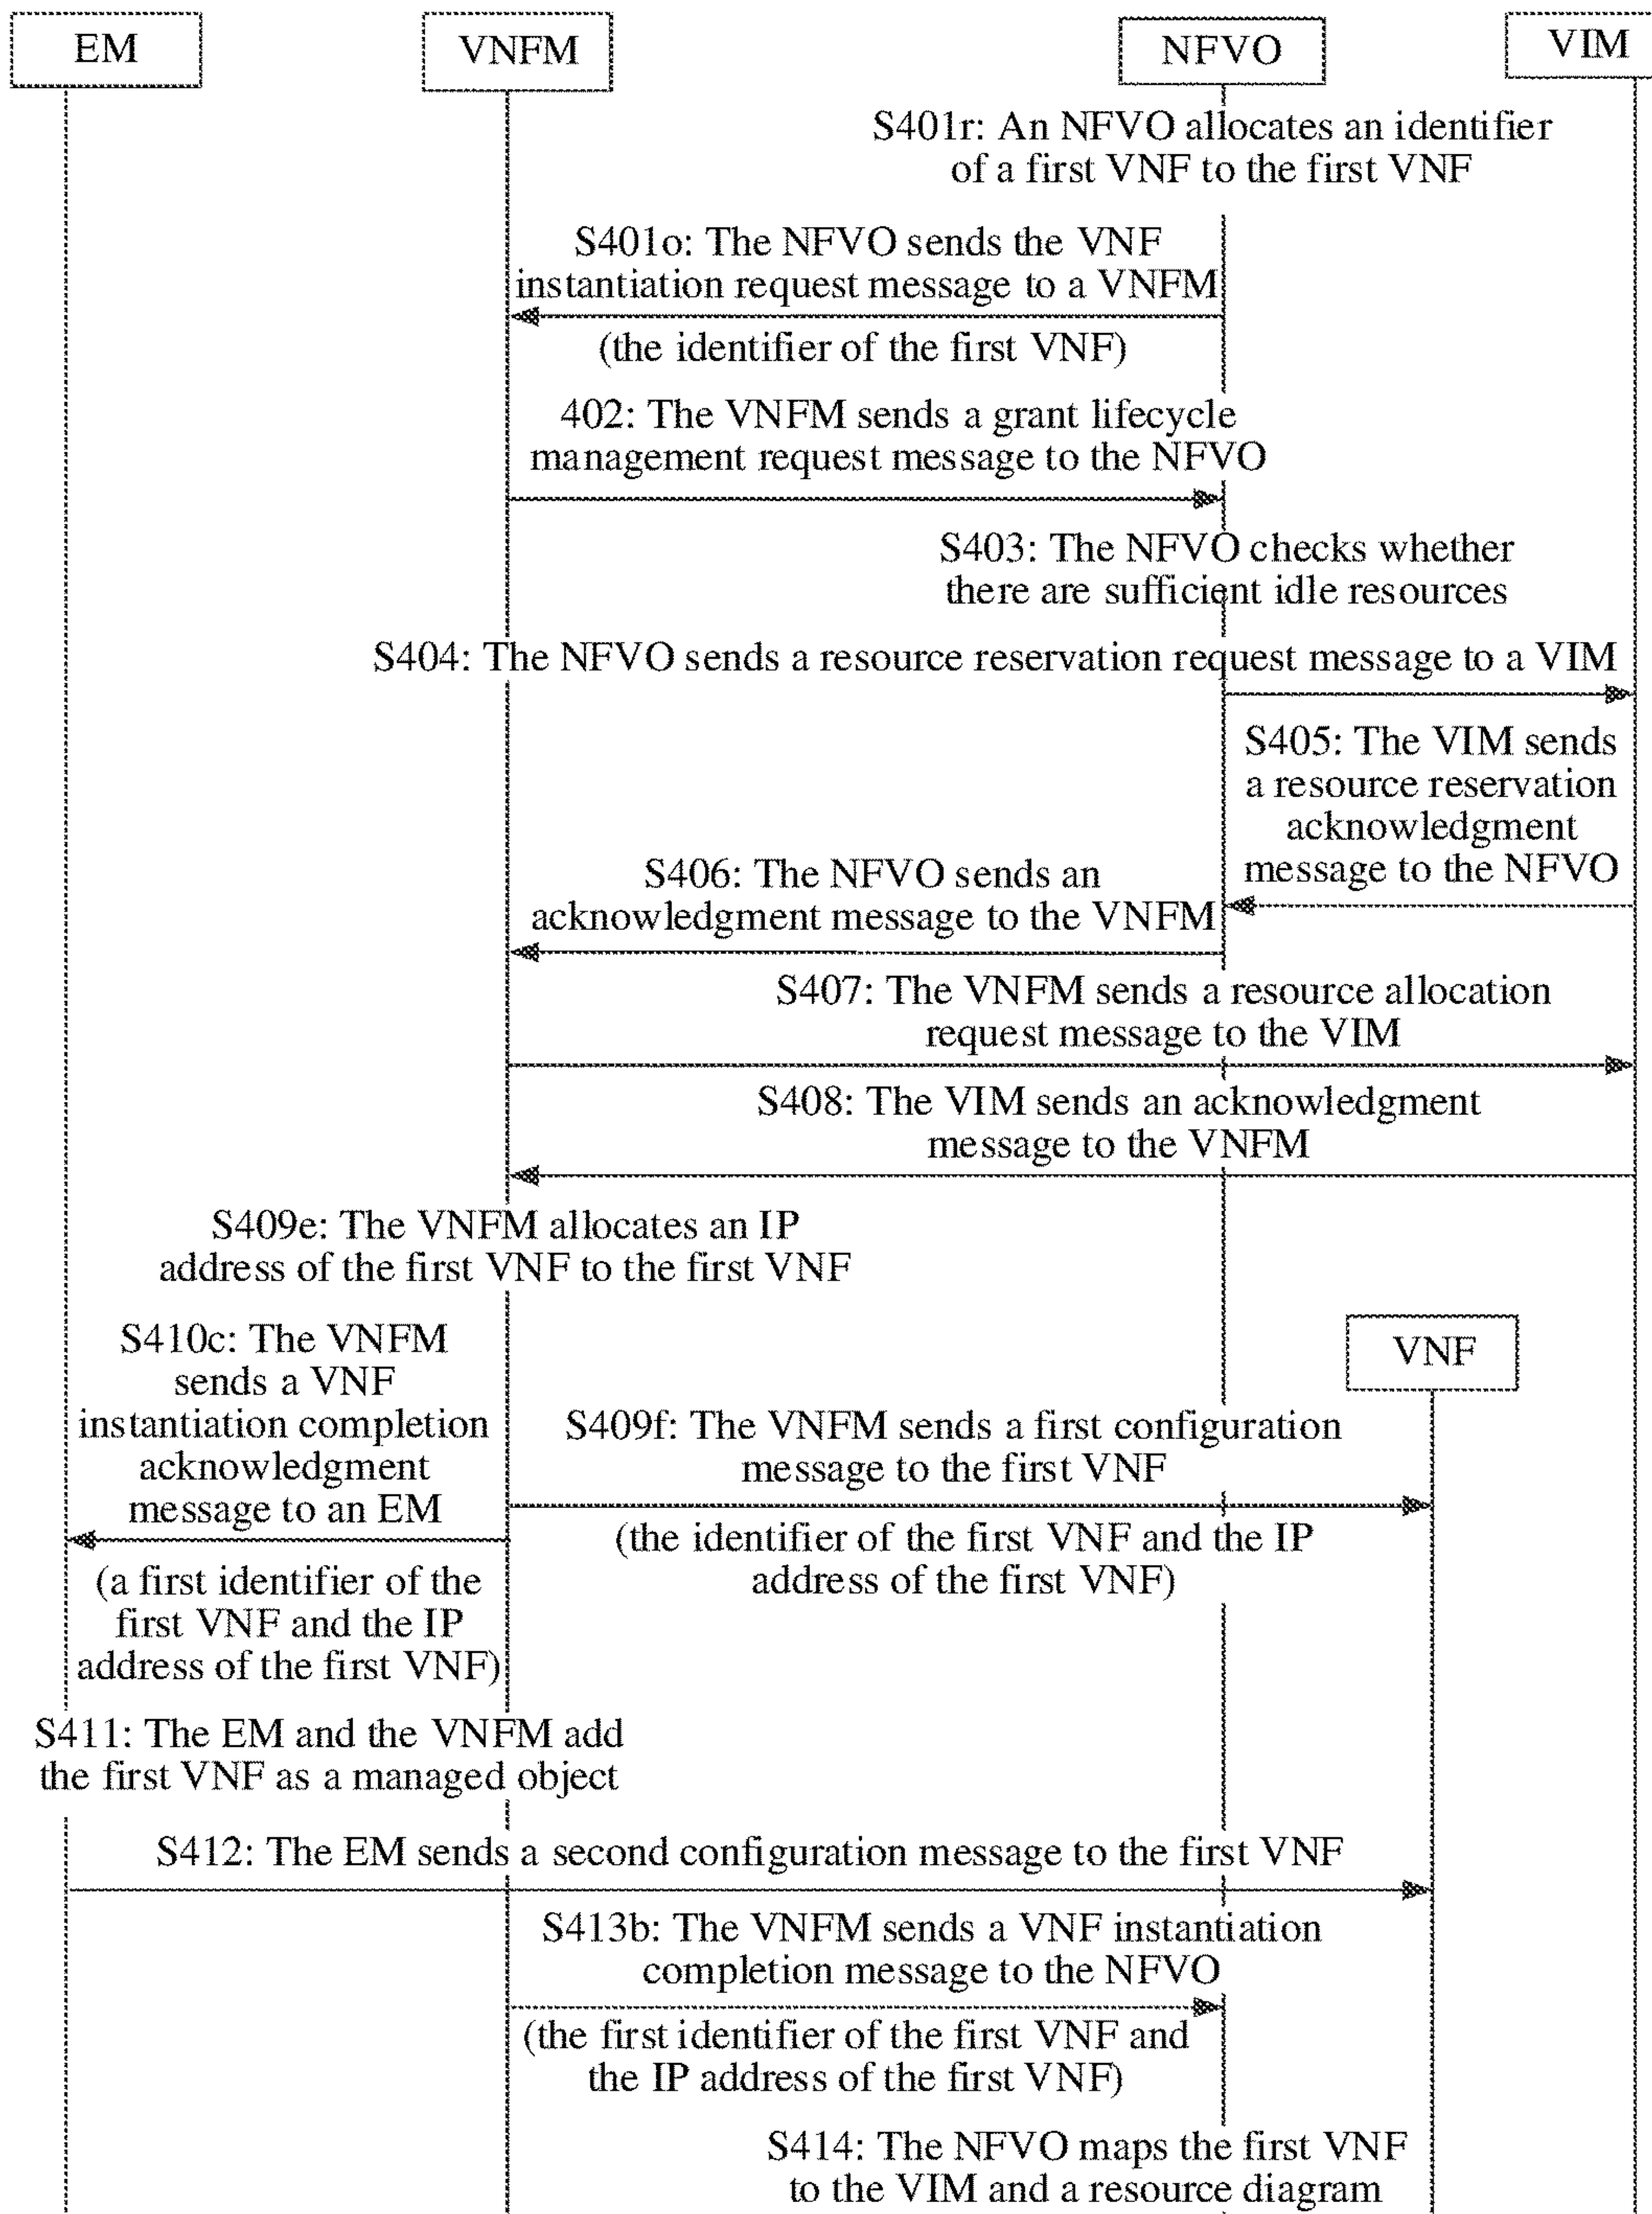 EM
VNFM
NFVO
VIM
S401r: An NFVO allocates an identifier
of a first VNF to the first VNF
S401o: The NFVO sends the VNF
instantiation request message to a VNFM
(the identifier of the first VNF)
402: The VNFM sends a grant lifecycle
management request message to the NFVO
S403: The NFVO checks whether
there are sufficient idle resources
S404: The NFVO sends a resource reservation request message to a VIM
S405: The VIM sends
a resource reservation
acknowledgment
message to the NFVO
S406: The NFVO sends an
acknowledgment message to the VNFM
S407: The VNFM sends a resource allocation
request message to the VIM
S408: The VIM sends an acknowledgment
message to the VNFM
S409e: The VNFM allocates an IP
address of the first VNF to the first VNF
VNF
S410c: The VNFM
sends a VNF
instantiation completion
acknowledgment
message to an EM
(a first identifier of the
first VNF and the IP
address of the first VNF)
S409f: The VNFM sends a first configuration
message to the first VNF
(the identifier of the first VNF and the IP
address of the first VNF)
S411: The EM and the VNFM add
the first VNF as a managed object
S412: The EM sends a second configuration message to the first VNF
S413b: The VNFM sends a VNF instantiation
completion message to the NFVO
(the first identifier of the first VNF and
the IP address of the first VNF)
S414: The NFVO maps the first VNF
to the VIM and a resource diagram